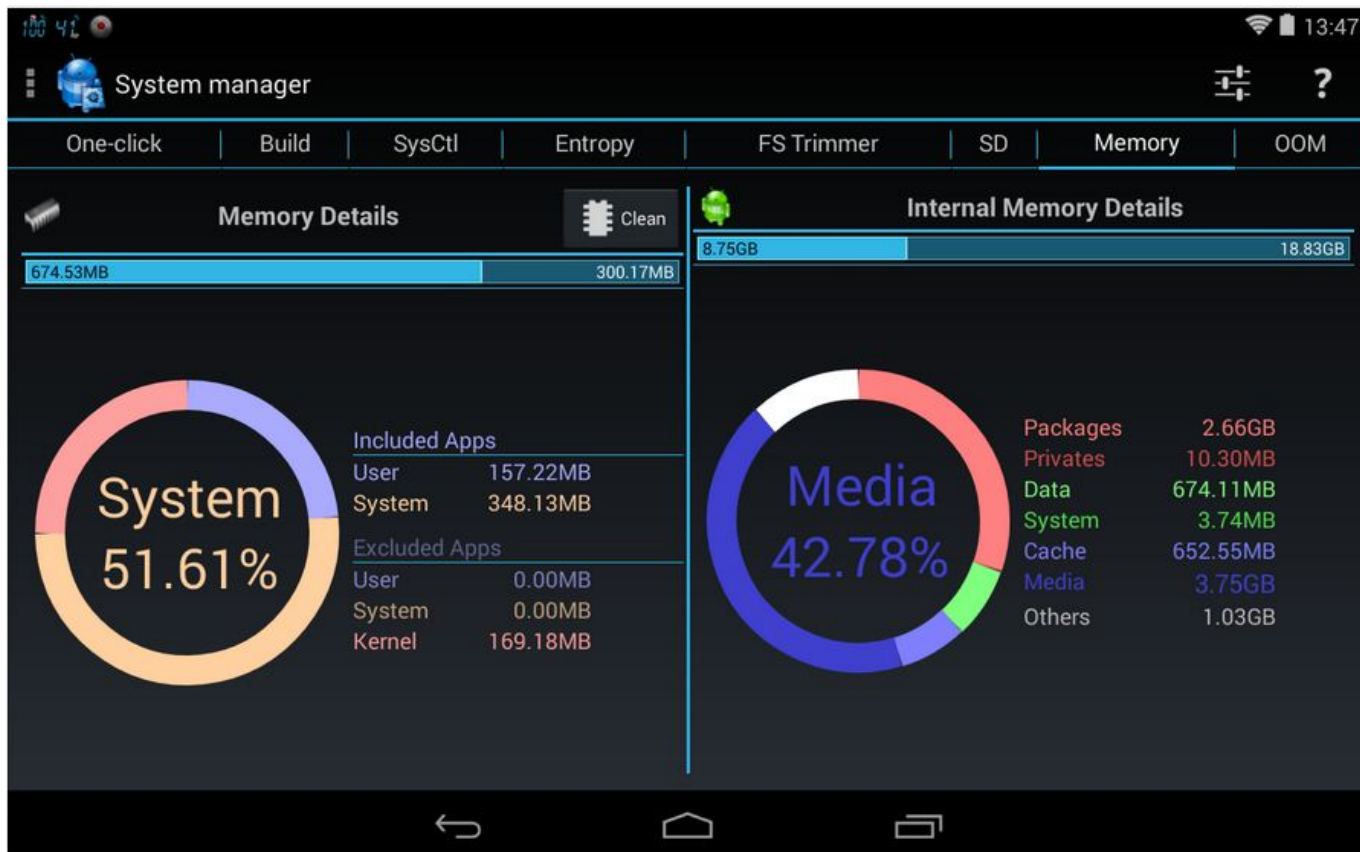 100 41 13:47
System manager ?
One-click Build SysCtl Entropy FS Trimmer SD Memory OOM
Memory Details Clean
674.53MB 300.17MB
System
51.61%
Included Apps
User 157.22MB
System 348.13MB
Excluded Apps
User 0.00MB
System 0.00MB
Kernel 169.18MB
Internal Memory Details
8.75GB 18.83GB
Media
42.78%
Packages 2.66GB
Privates 10.30MB
Data 674.11MB
System 3.74MB
Cache 652.55MB
Media 3.75GB
Others 1.03GB